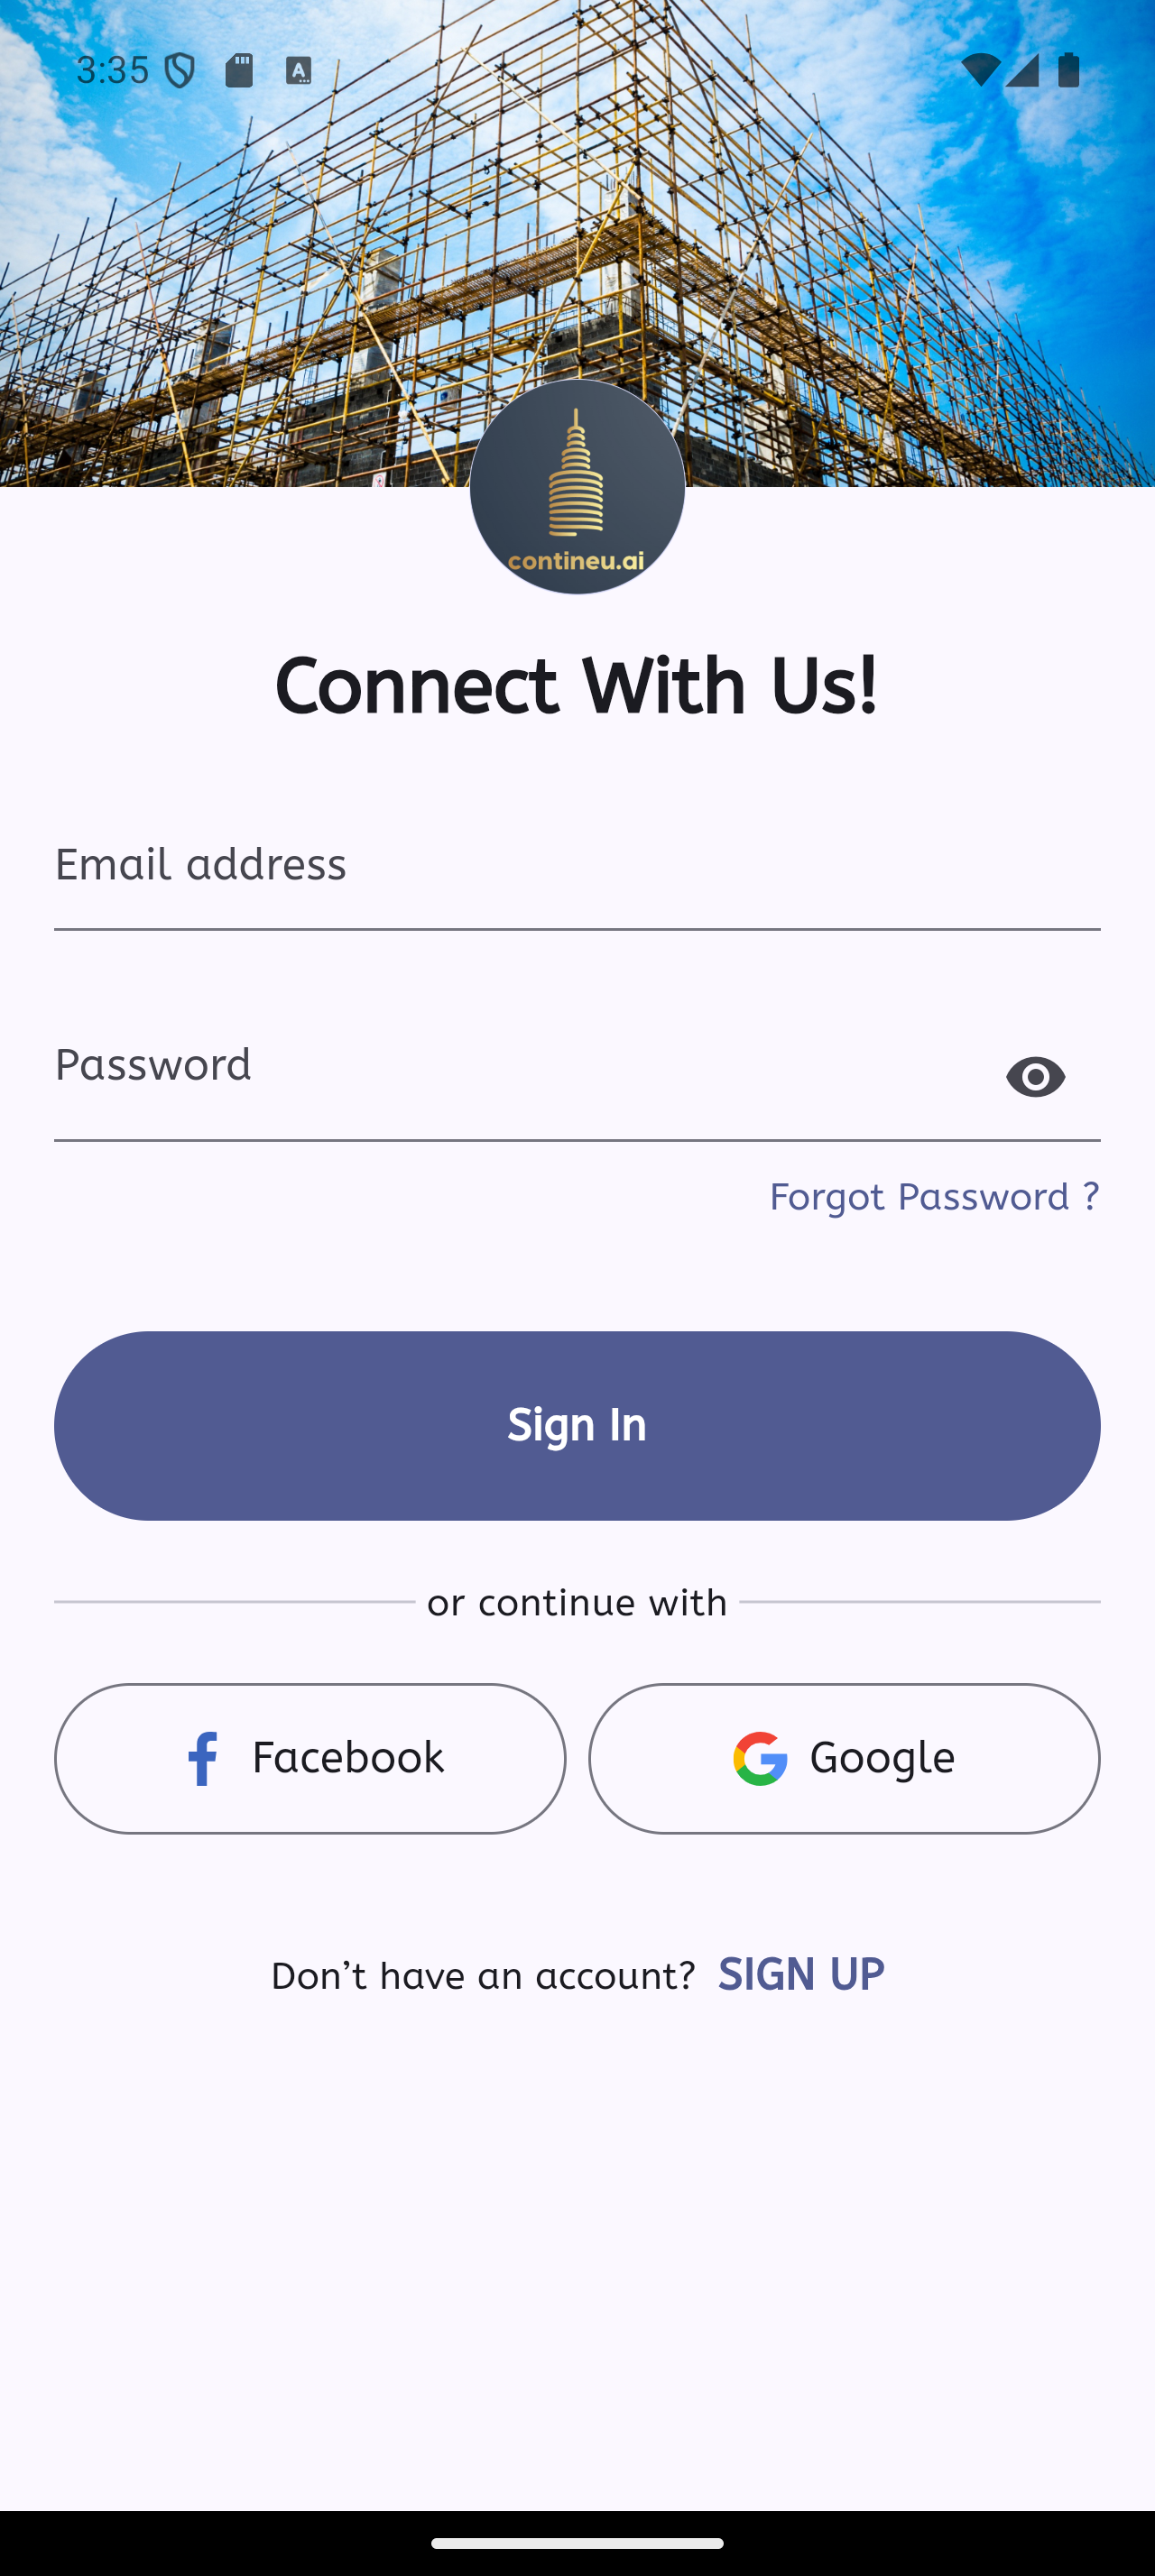 3:35
contineu.ai
Connect With Us!
Email address
Password
Forgot Password ?
Sign In
or continue with
Facebook
Google
Don’t have an account? SIGN UP